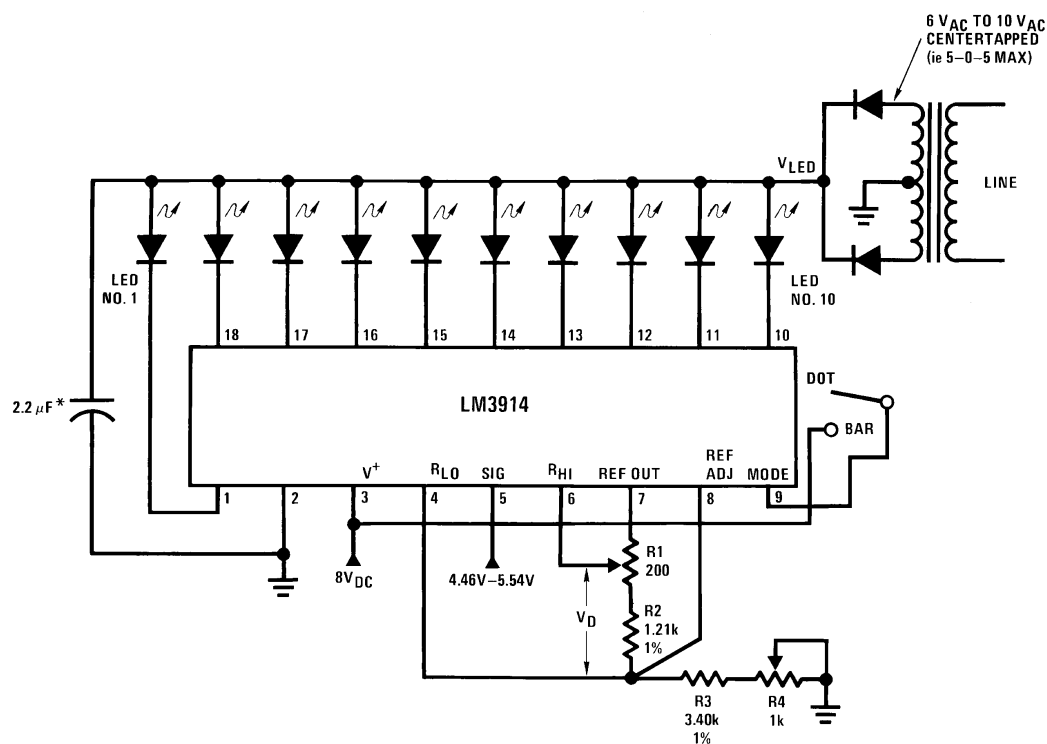 6 VAC TO 10 VAC
CENTERTAPPED
(ie 5–0–5 MAX)
VLED
LINE
LED
NO. 1
LED
NO. 10
18
17
16
15
14
13
12
11
10
2.2 μF*
LM3914
DOT
BAR
V+
RLO
SIG
RHI
REF OUT
REF
ADJ
MODE
1
2
3
4
5
6
7
8
9
8VDC
4.46V–5.54V
R1
200
VD
R2
1.21k
1%
R3
3.40k
1%
R4
1k